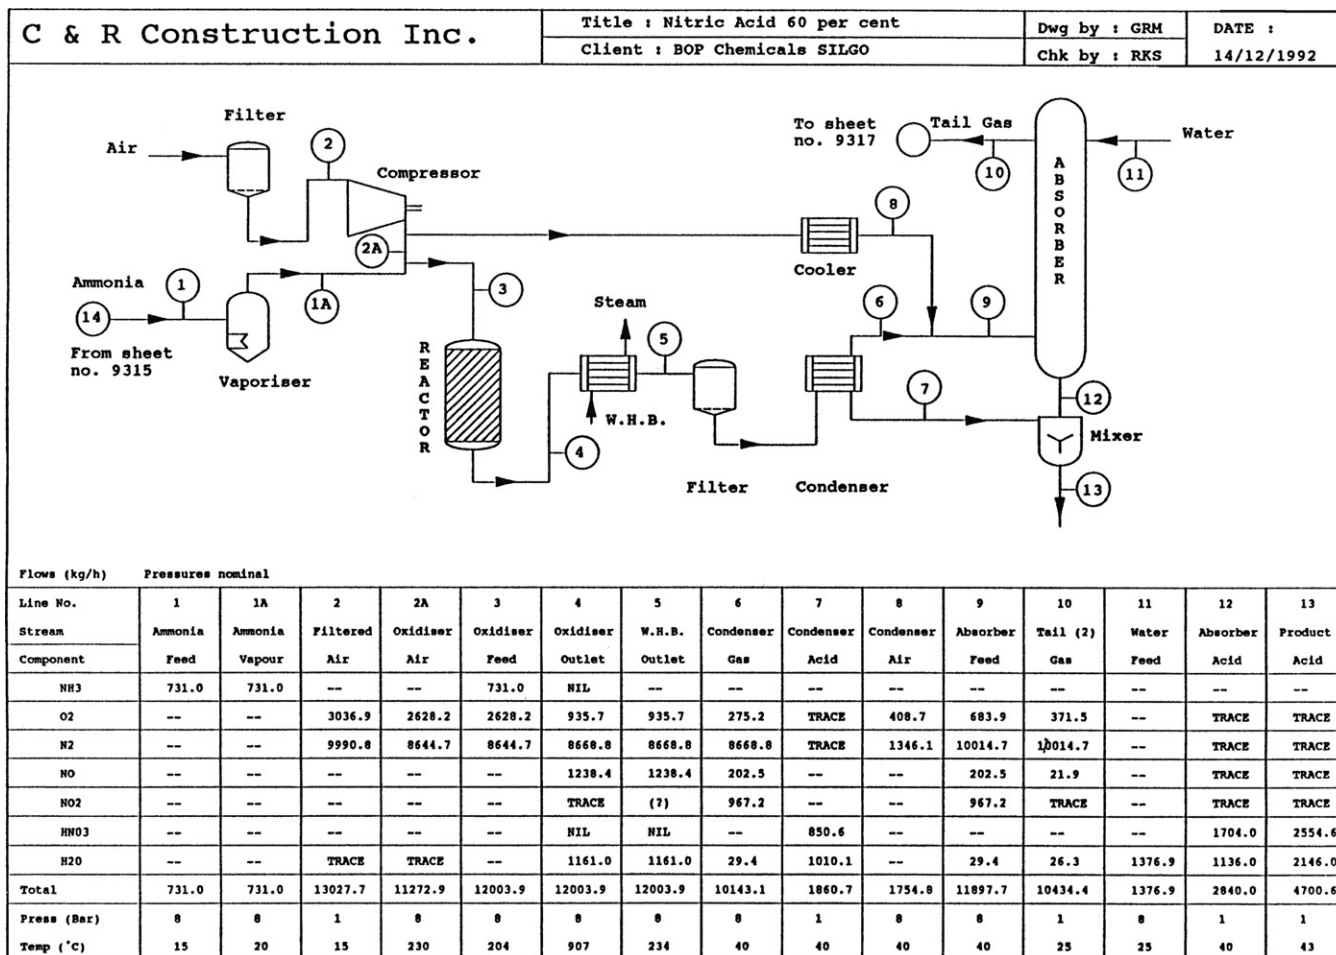 C & R Construction Inc.
Title : Nitric Acid 60 per cent
Client : BOP Chemicals SILGO
Dwg by : GRM
Chk by : RKS
DATE :
14/12/1992
Filter
Air
2
Compressor
2A
Ammonia
1
14
1A
From sheet
no. 9315
Vaporiser
3
REACTOR
4
Steam
W.H.B.
5
Filter
Condenser
6
7
Cooler
8
9
To sheet
no. 9317
Tail Gas
10
ABSORBER
Water
11
12
Mixer
13
Flows (kg/h) Pressures nominal
Line No. 1 1A 2 2A 3 4 5 6 7 8 9 10 11 12 13
Stream Ammonia Ammonia Filtered Oxidiser Oxidiser Oxidiser W.H.B. Condenser Condenser Condenser Absorber Tail (2) Water Absorber Product
Component Feed Vapour Air Air Feed Outlet Outlet Gas Acid Air Feed Gas Feed Acid Acid
NH3 731.0 731.0 -- -- 731.0 NIL -- -- -- -- -- -- -- -- --
O2 -- -- 3036.9 2628.2 2628.2 935.7 935.7 275.2 TRACE 408.7 683.9 371.5 -- TRACE TRACE
N2 -- -- 9990.8 8644.7 8644.7 8668.8 8668.8 8668.8 TRACE 1346.1 10014.7 10014.7 -- TRACE TRACE
NO -- -- -- -- -- 1238.4 1238.4 202.5 -- -- 202.5 21.9 -- TRACE TRACE
NO2 -- -- -- -- -- TRACE (?) 967.2 -- -- 967.2 TRACE -- TRACE TRACE
HNO3 -- -- -- -- -- NIL NIL -- 850.6 -- -- -- -- 1704.0 2554.6
H2O -- -- TRACE TRACE -- 1161.0 1161.0 29.4 1010.1 -- 29.4 26.3 1376.9 1136.0 2146.0
Total 731.0 731.0 13027.7 11272.9 12003.9 12003.9 12003.9 10143.1 1860.7 1754.8 11897.7 10434.4 1376.9 2840.0 4700.6
Press (Bar) 8 8 1 8 8 8 8 8 1 8 8 1 8 1 1
Temp (°C) 15 20 15 230 204 907 234 40 40 40 40 25 25 40 43